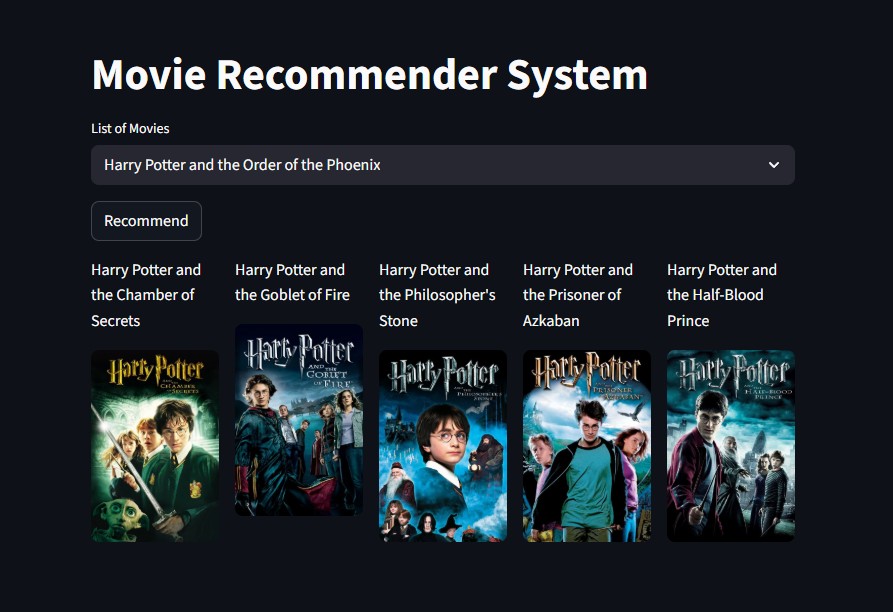 Movie Recommender System
List of Movies
Harry Potter and the Order of the Phoenix
Recommend
Harry Potter and
the Chamber of
Secrets
Harry Potter and
the Goblet of Fire
Harry Potter and
the Philosopher's
Stone
Harry Potter and
the Prisoner of
Azkaban
Harry Potter and
the Half-Blood
Prince
Harry Potter
AND THE
CHAMBER
OF SECRETS
Harry Potter
AND THE
GOBLET
OF FIRE
Harry Potter
AND THE
PHILOSOPHER'S
STONE
Harry Potter
AND THE
PRISONER
OF AZKABAN
Harry Potter
AND THE
HALF-BLOOD
PRINCE